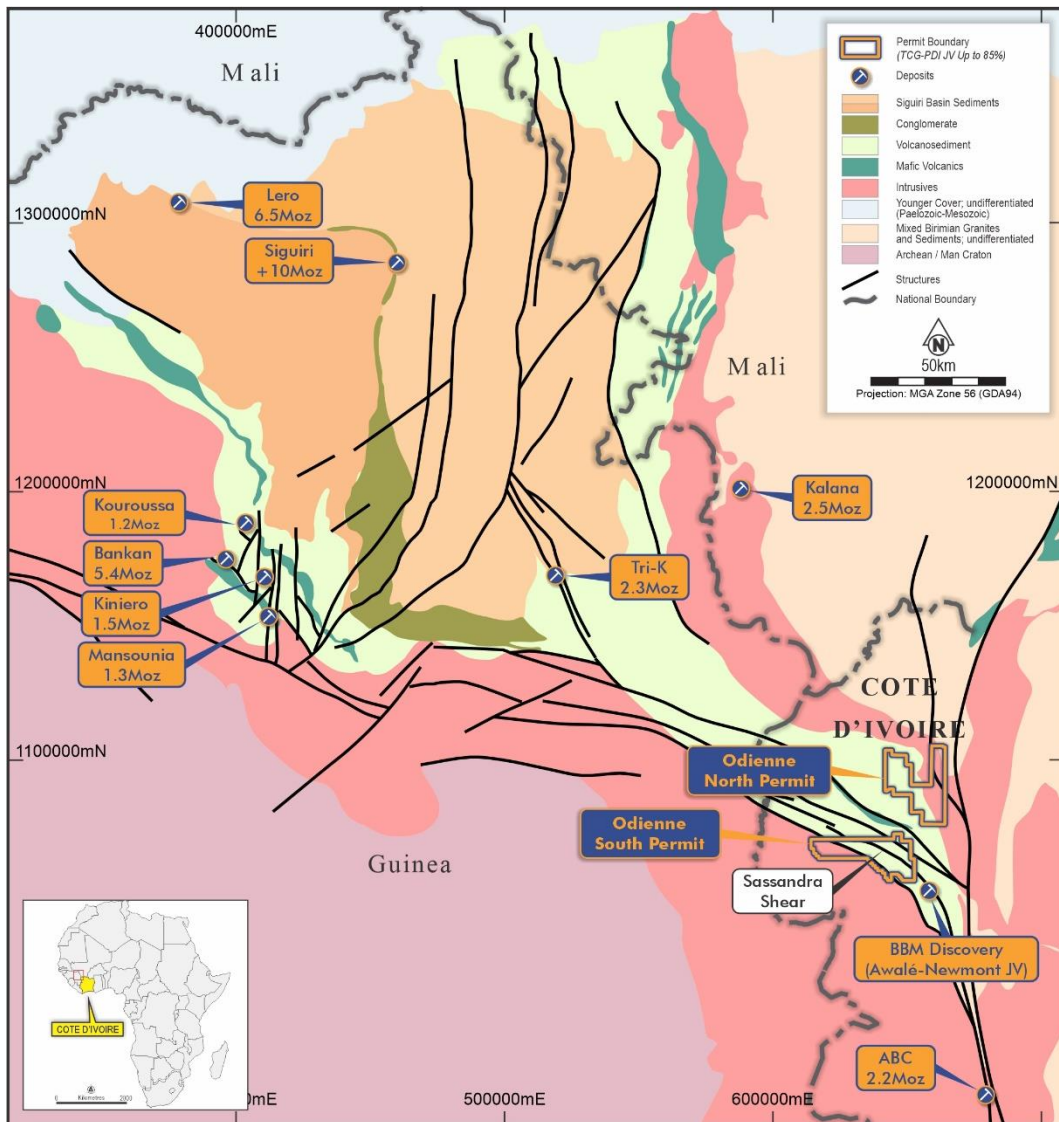 400000mE
Mali
Permit Boundary
(TCG-PDI JV Up to 85%)
Deposits
Siguiri Basin Sediments
Conglomerate
Volcanosediment
Mafic Volcanics
Intrusives
Younger Cover; undifferentiated
(Paelozoic-Mesozoic)
Mixed Birimian Granites
and Sediments; undifferentiated
Archean / Man Craton
Structures
National Boundary
N
50km
Projection: MGA Zone 56 (GDA94)
Lero
6.5Moz
1300000mN
Siguiri
+10Moz
Mali
1200000mN
1200000mN
Kalana
2.5Moz
Kouroussa
1.2Moz
Bankan
5.4Moz
Kiniero
1.5Moz
Mansounia
1.3Moz
Tri-K
2.3Moz
COTE
D'IVOIRE
1100000mN
Odienne
North Permit
Odienne
South Permit
Guinea
Sassandra
Shear
BBM Discovery
(Awalé-Newmont JV)
COTE D'IVOIRE
Kilometres
0 2000
ABC
2.2Moz
0mE
500000mE
600000mE